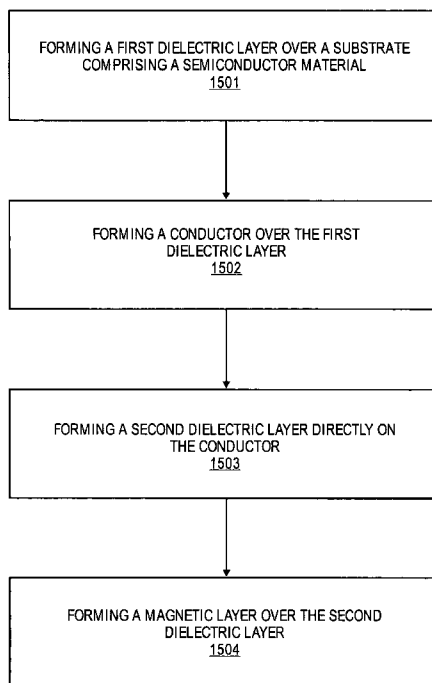 FORMING A FIRST DIELECTRIC LAYER OVER A SUBSTRATE
COMPRISING A SEMICONDUCTOR MATERIAL
1501
FORMING A CONDUCTOR OVER THE FIRST
DIELECTRIC LAYER
1502
FORMING A SECOND DIELECTRIC LAYER DIRECTLY ON
THE CONDUCTOR
1503
FORMING A MAGNETIC LAYER OVER THE SECOND
DIELECTRIC LAYER
1504